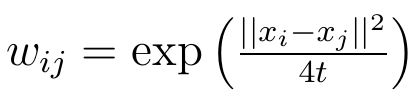 $w_{ij} = \exp\left(\frac{||x_i - x_j||^2}{4t}\right)$